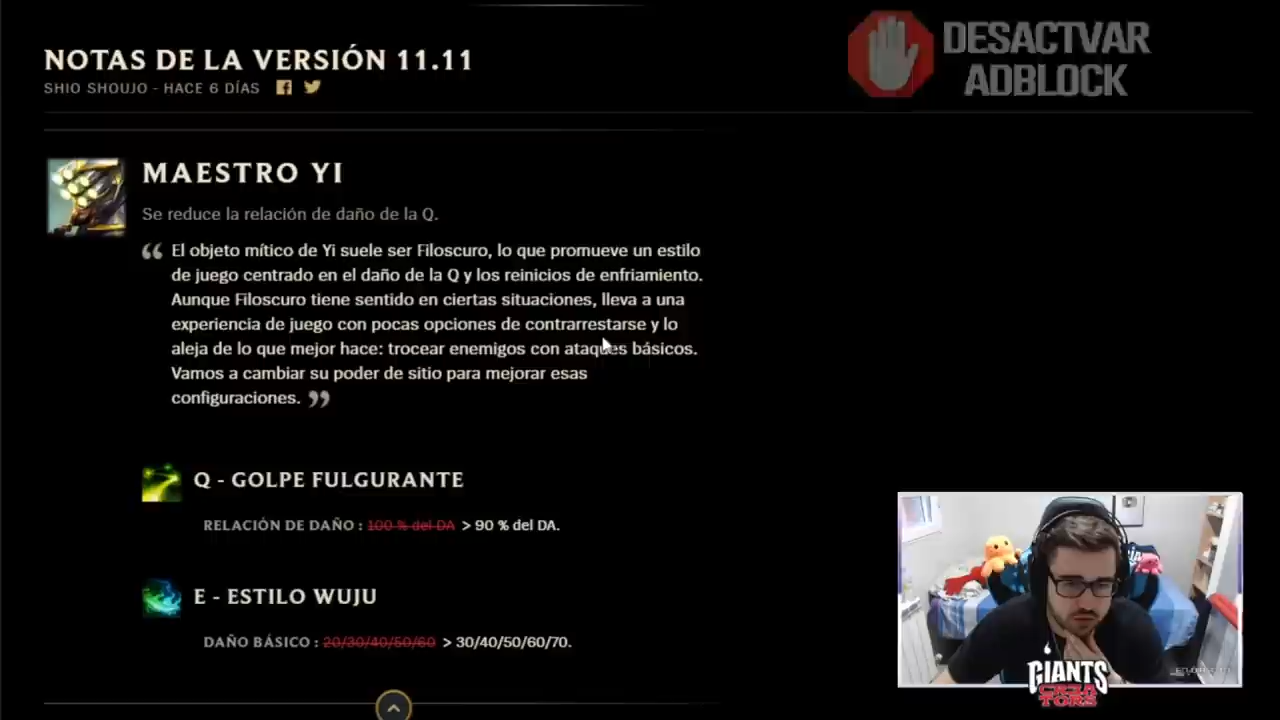 DESACTVAR
ADBLOCK
NOTAS DE LA VERSIÓN 11.11
SHIO SHOUJO - HACE 6 DÍAS
MAESTRO YI
Se reduce la relación de daño de la Q.
“ El objeto mítico de Yi suele ser Filoscuro, lo que promueve un estilo
de juego centrado en el daño de la Q y los reinicios de enfriamiento.
Aunque Filoscuro tiene sentido en ciertas situaciones, lleva a una
experiencia de juego con pocas opciones de contrarrestarse y lo
aleja de lo que mejor hace: trocear enemigos con ataques básicos.
Vamos a cambiar su poder de sitio para mejorar esas
configuraciones. ”
Q - GOLPE FULGURANTE
RELACIÓN DE DAÑO : 100 % del DA > 90 % del DA.
E - ESTILO WUJU
DAÑO BÁSICO : 20/30/40/50/60 > 30/40/50/60/70.
GIANTS
CREA
TORS